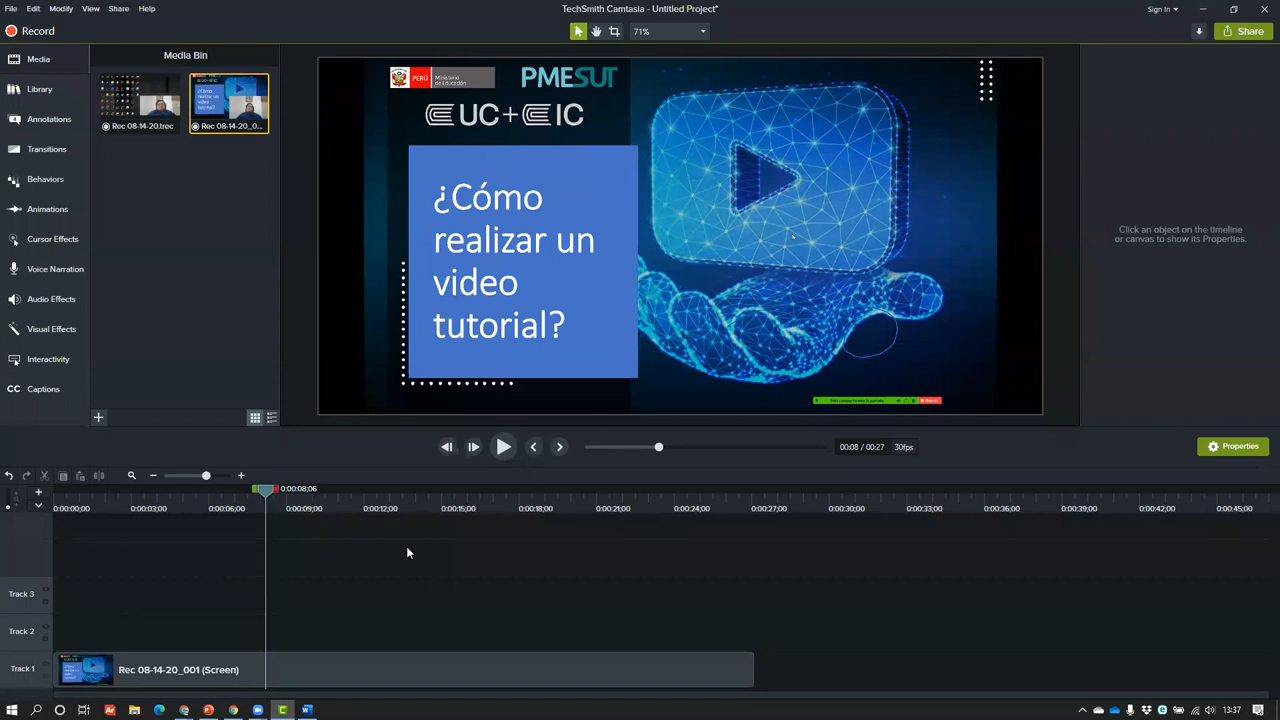 File Edit Modify View Share Help
TechSmith Camtasia - Untitled Project*
Sign In
Record
71%
Share
Media
Library
Annotations
Transitions
Behaviors
Animations
Cursor Effects
Voice Narration
Audio Effects
Visual Effects
Interactivity
CC Captions
Media Bin
Rec 08-14-20.trec
Rec 08-14-20_0...
PERÚ Ministerio de Educación
PMESUT
UC+CIC
¿Cómo
realizar un
video
tutorial?
Click an object on the timeline
or canvas to show its Properties.
00:08 / 00:27 30fps
Properties
0:00:08;06
0:00:00;00 0:00:03;00 0:00:06;00 0:00:09;00 0:00:12;00 0:00:15;00 0:00:18;00 0:00:21;00 0:00:24;00 0:00:27;00 0:00:30;00 0:00:33;00 0:00:36;00 0:00:39;00 0:00:42;00 0:00:45;00
Track 3
Track 2
Track 1
Rec 08-14-20_001 (Screen)
13:37